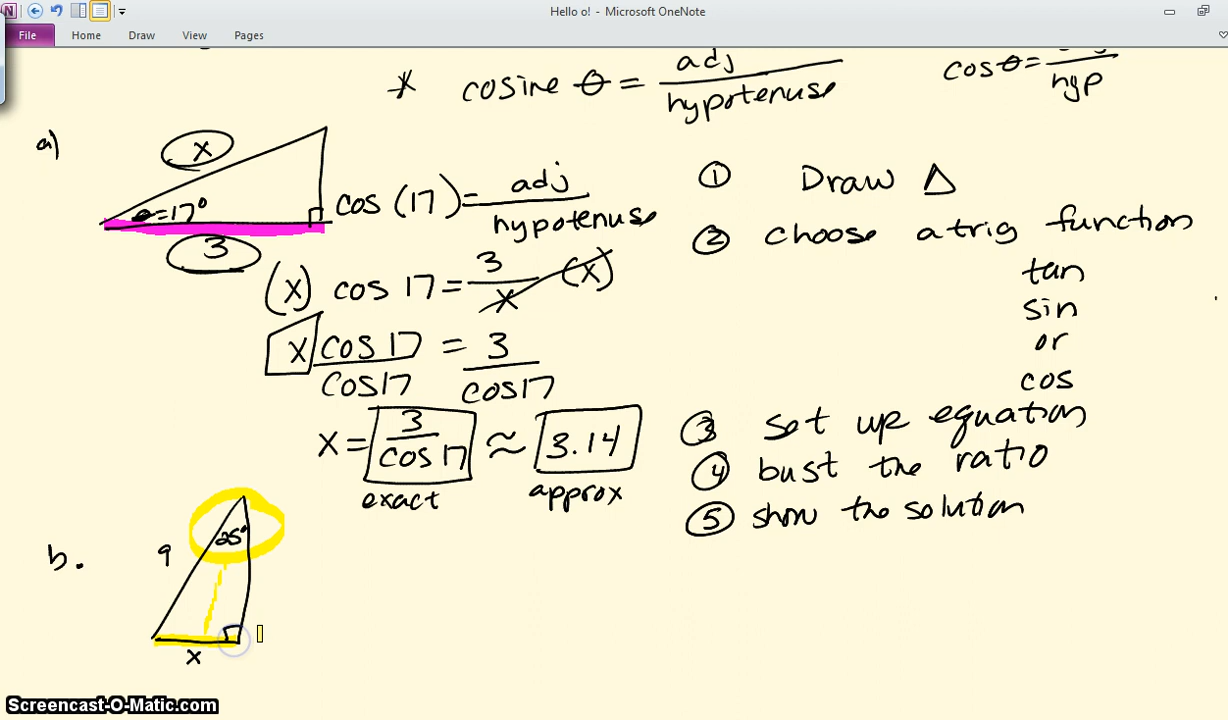 Hello o! - Microsoft OneNote
File Home Draw View Pages
* cosine θ = adj / hypotenuse
cosθ = / hyp
a)
x
θ=17°
3
cos (17) = adj / hypotenuse
(x) cos 17 = 3 / x (x)
x cos 17 / cos 17 = 3 / cos 17
x = 3 / cos 17 ≈ 3.14
exact approx
① Draw △
② choose a trig function
tan
sin
or
cos
③ set up equation
④ bust the ratio
⑤ show the solution
b.
9
25°
x
Screencast-O-Matic.com